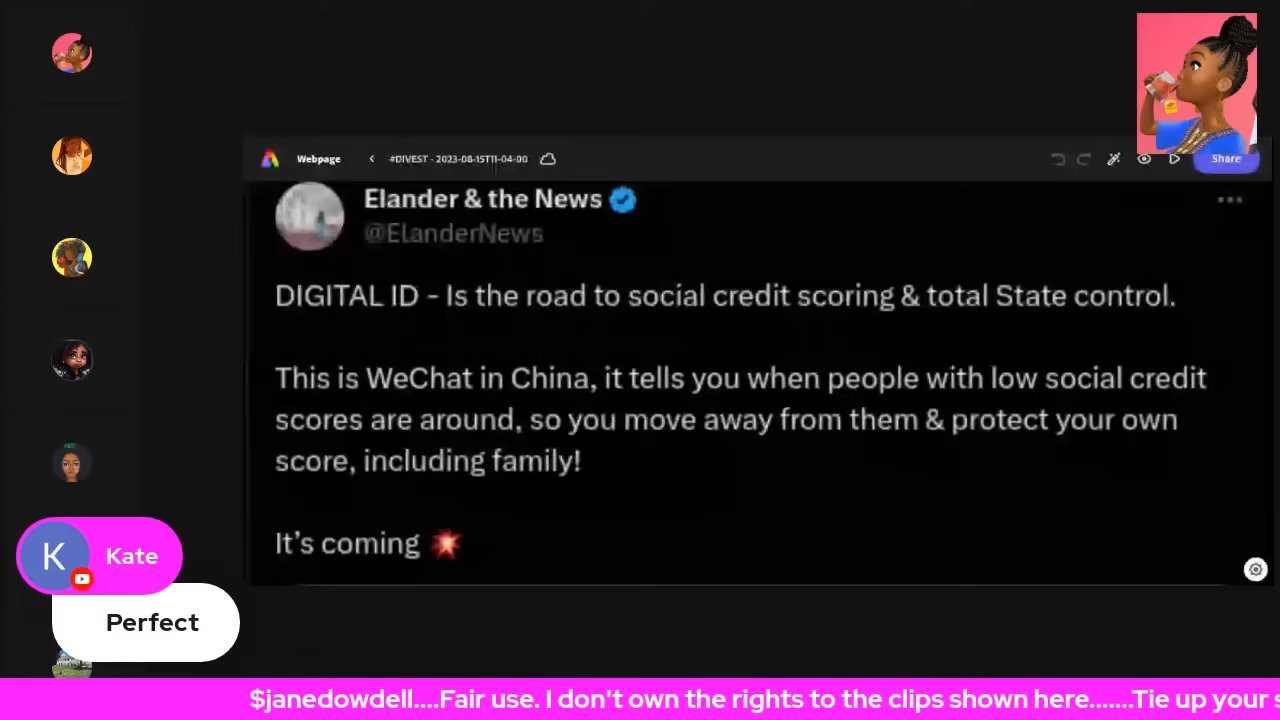 Webpage
#DIVEST - 2023-08-15T11-04-00
Share
Elander & the News
@ElanderNews
DIGITAL ID - Is the road to social credit scoring & total State control.
This is WeChat in China, it tells you when people with low social credit
scores are around, so you move away from them & protect your own
score, including family!
It's coming 💥
K
Kate
Perfect
$janedowdell....Fair use. I don't own the rights to the clips shown here.......Tie up your s